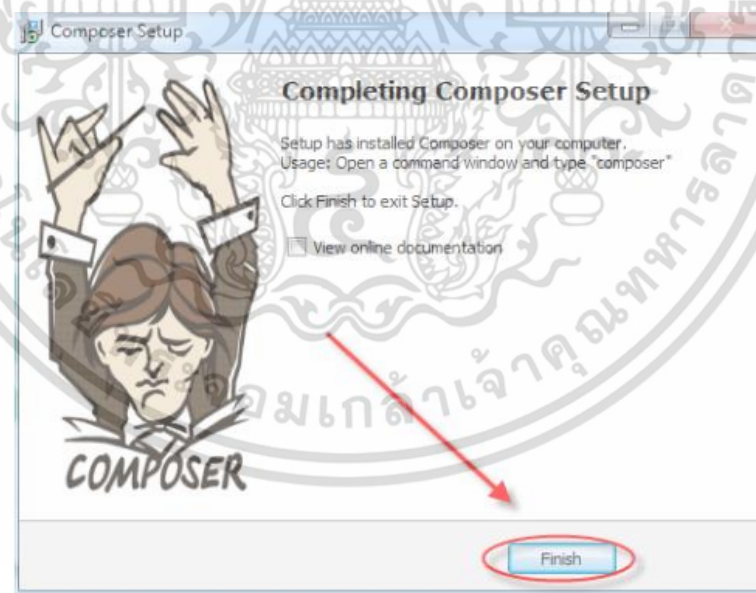 Composer Setup
Completing Composer Setup
Setup has installed Composer on your computer.
Usage: Open a command window and type "composer"
Click Finish to exit Setup.
View online documentation
COMPOSER
Finish